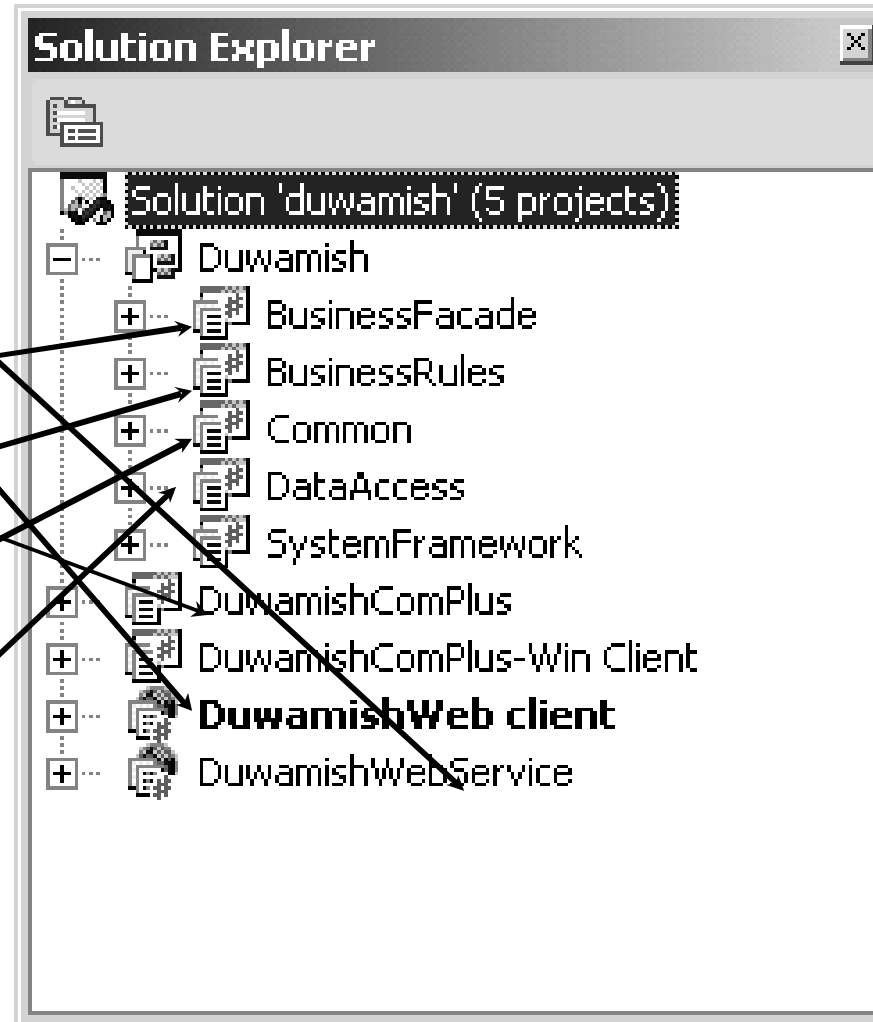 Solution Explorer
Solution 'duwamish' (5 projects)
Duwamish
BusinessFacade
BusinessRules
Common
DataAccess
SystemFramework
DuwamishComPlus
DuwamishComPlus-Win Client
DuwamishWeb client
DuwamishWebService